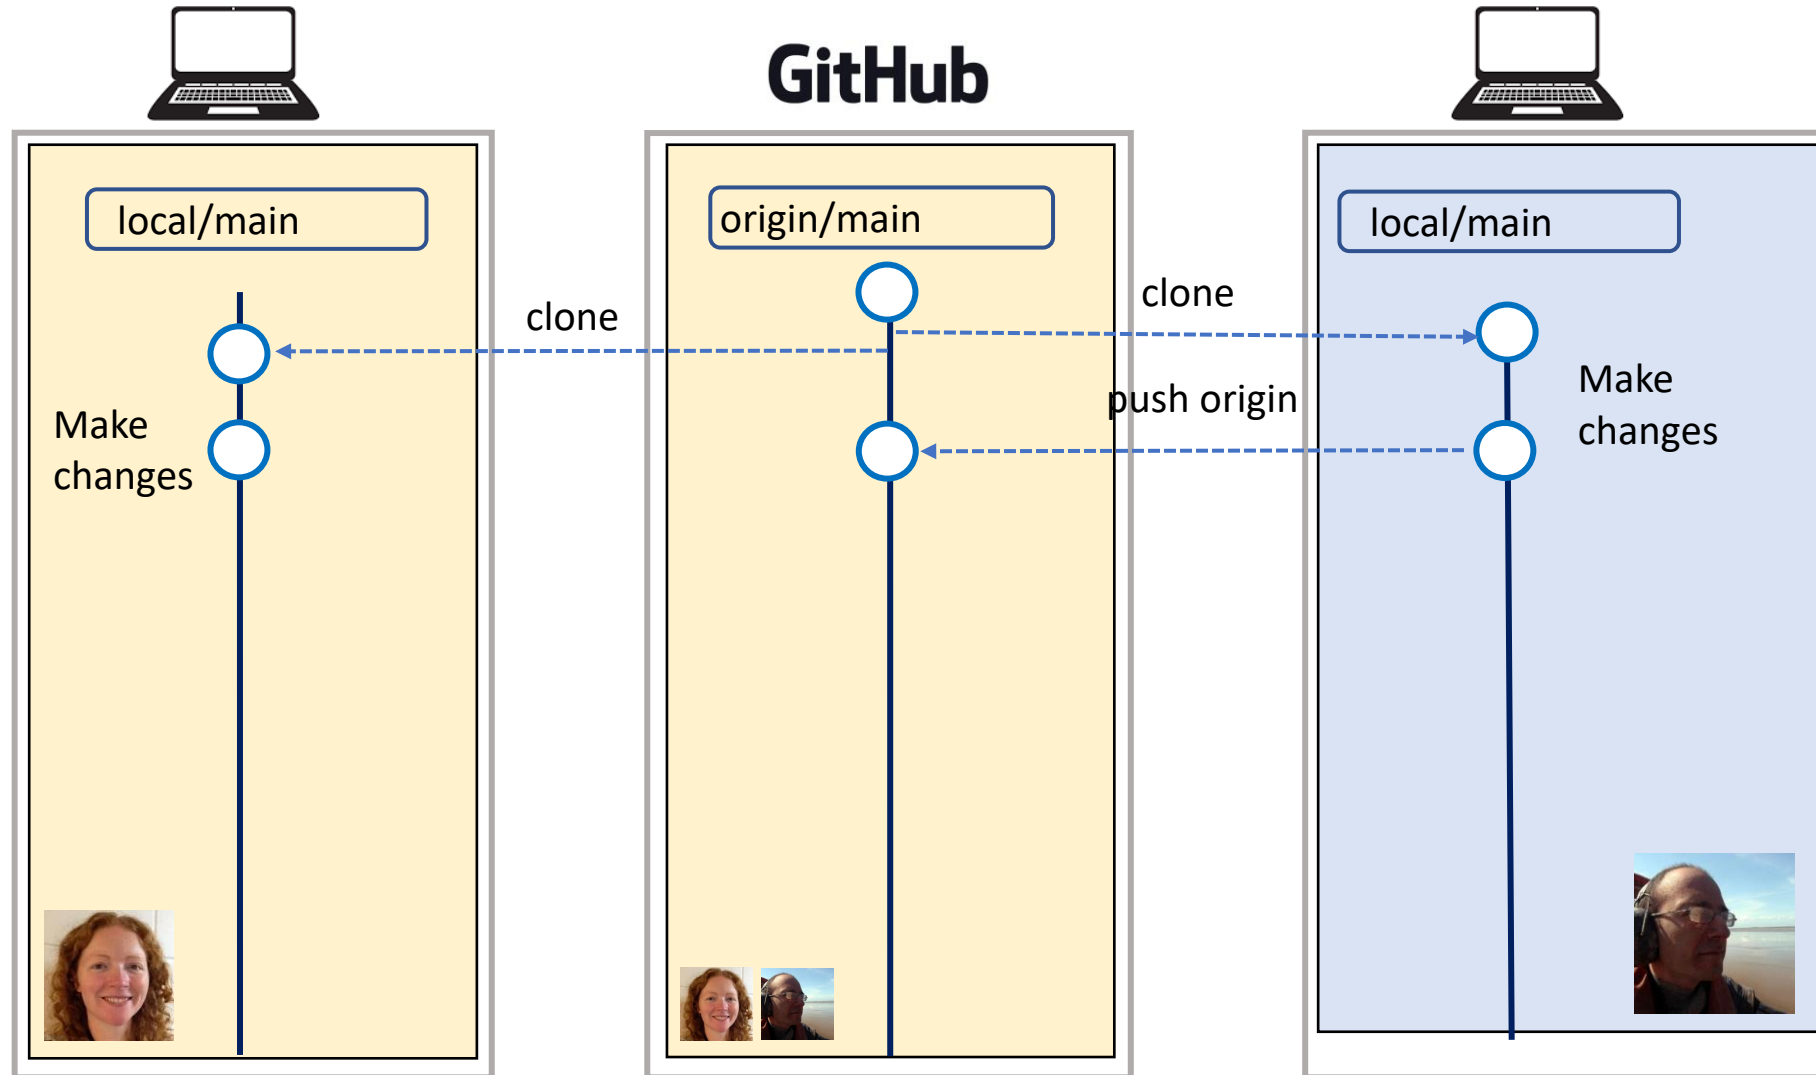 GitHub
local/main
origin/main
local/main
clone
clone
push origin
Make
changes
Make
changes